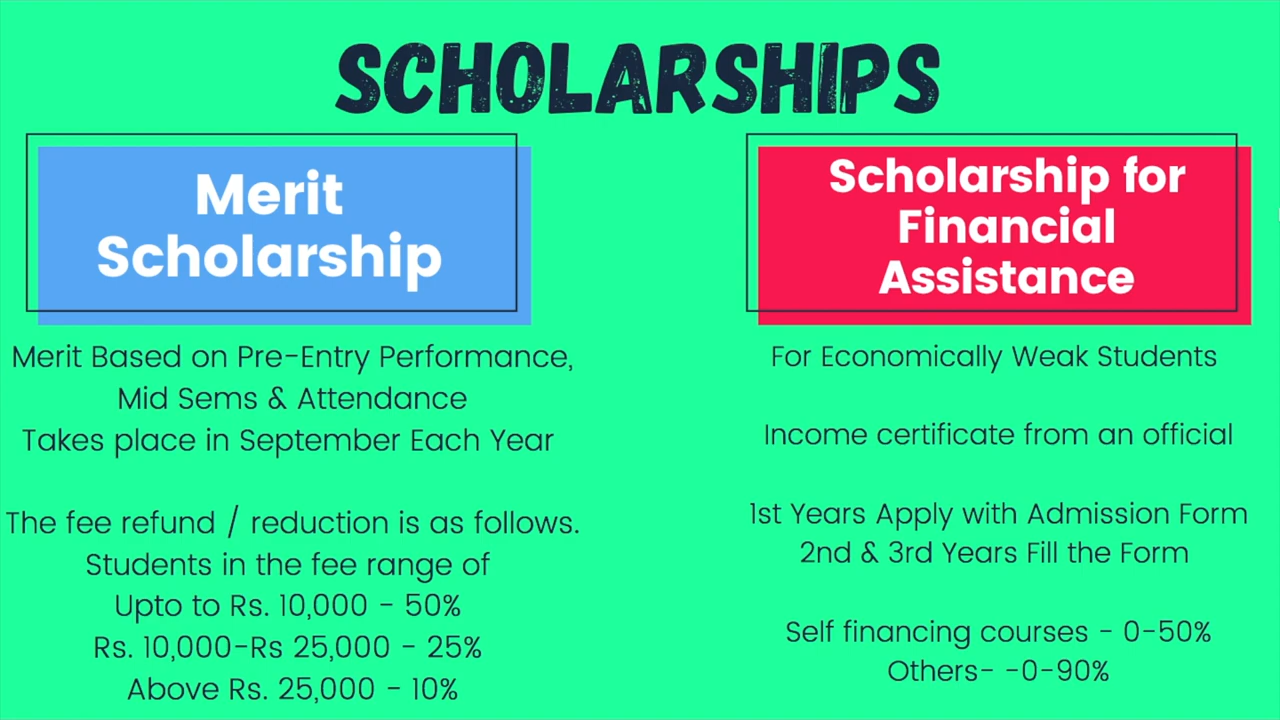 SCHOLARSHIPS
Merit
Scholarship
Merit Based on Pre-Entry Performance,
Mid Sems & Attendance
Takes place in September Each Year
The fee refund / reduction is as follows.
Students in the fee range of
Upto to Rs. 10,000 - 50%
Rs. 10,000-Rs 25,000 - 25%
Above Rs. 25,000 - 10%
Scholarship for
Financial
Assistance
For Economically Weak Students
Income certificate from an official
1st Years Apply with Admission Form
2nd & 3rd Years Fill the Form
Self financing courses - 0-50%
Others- -0-90%